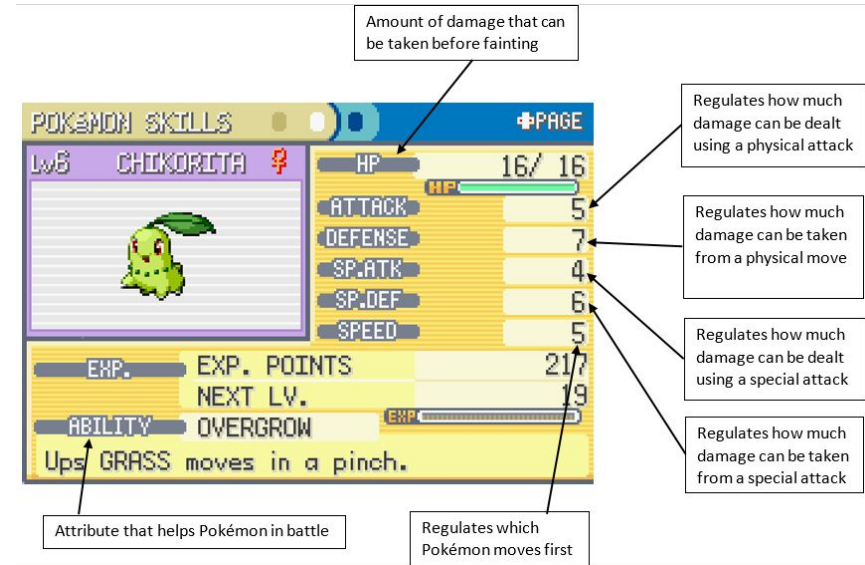 Amount of damage that can
be taken before fainting
POKéMON SKILLS
PAGE
Lv6 CHIKORITA ♀
HP 16/ 16
HP
ATTACK 5
DEFENSE 7
SP.ATK 4
SP.DEF 6
SPEED 5
EXP. EXP. POINTS 217
NEXT LV. 19
EXP
ABILITY OVERGROW
Ups GRASS moves in a pinch.
Regulates how much
damage can be dealt
using a physical attack
Regulates how much
damage can be taken
from a physical move
Regulates how much
damage can be dealt
using a special attack
Regulates how much
damage can be taken
from a special attack
Attribute that helps Pokémon in battle
Regulates which
Pokémon moves first